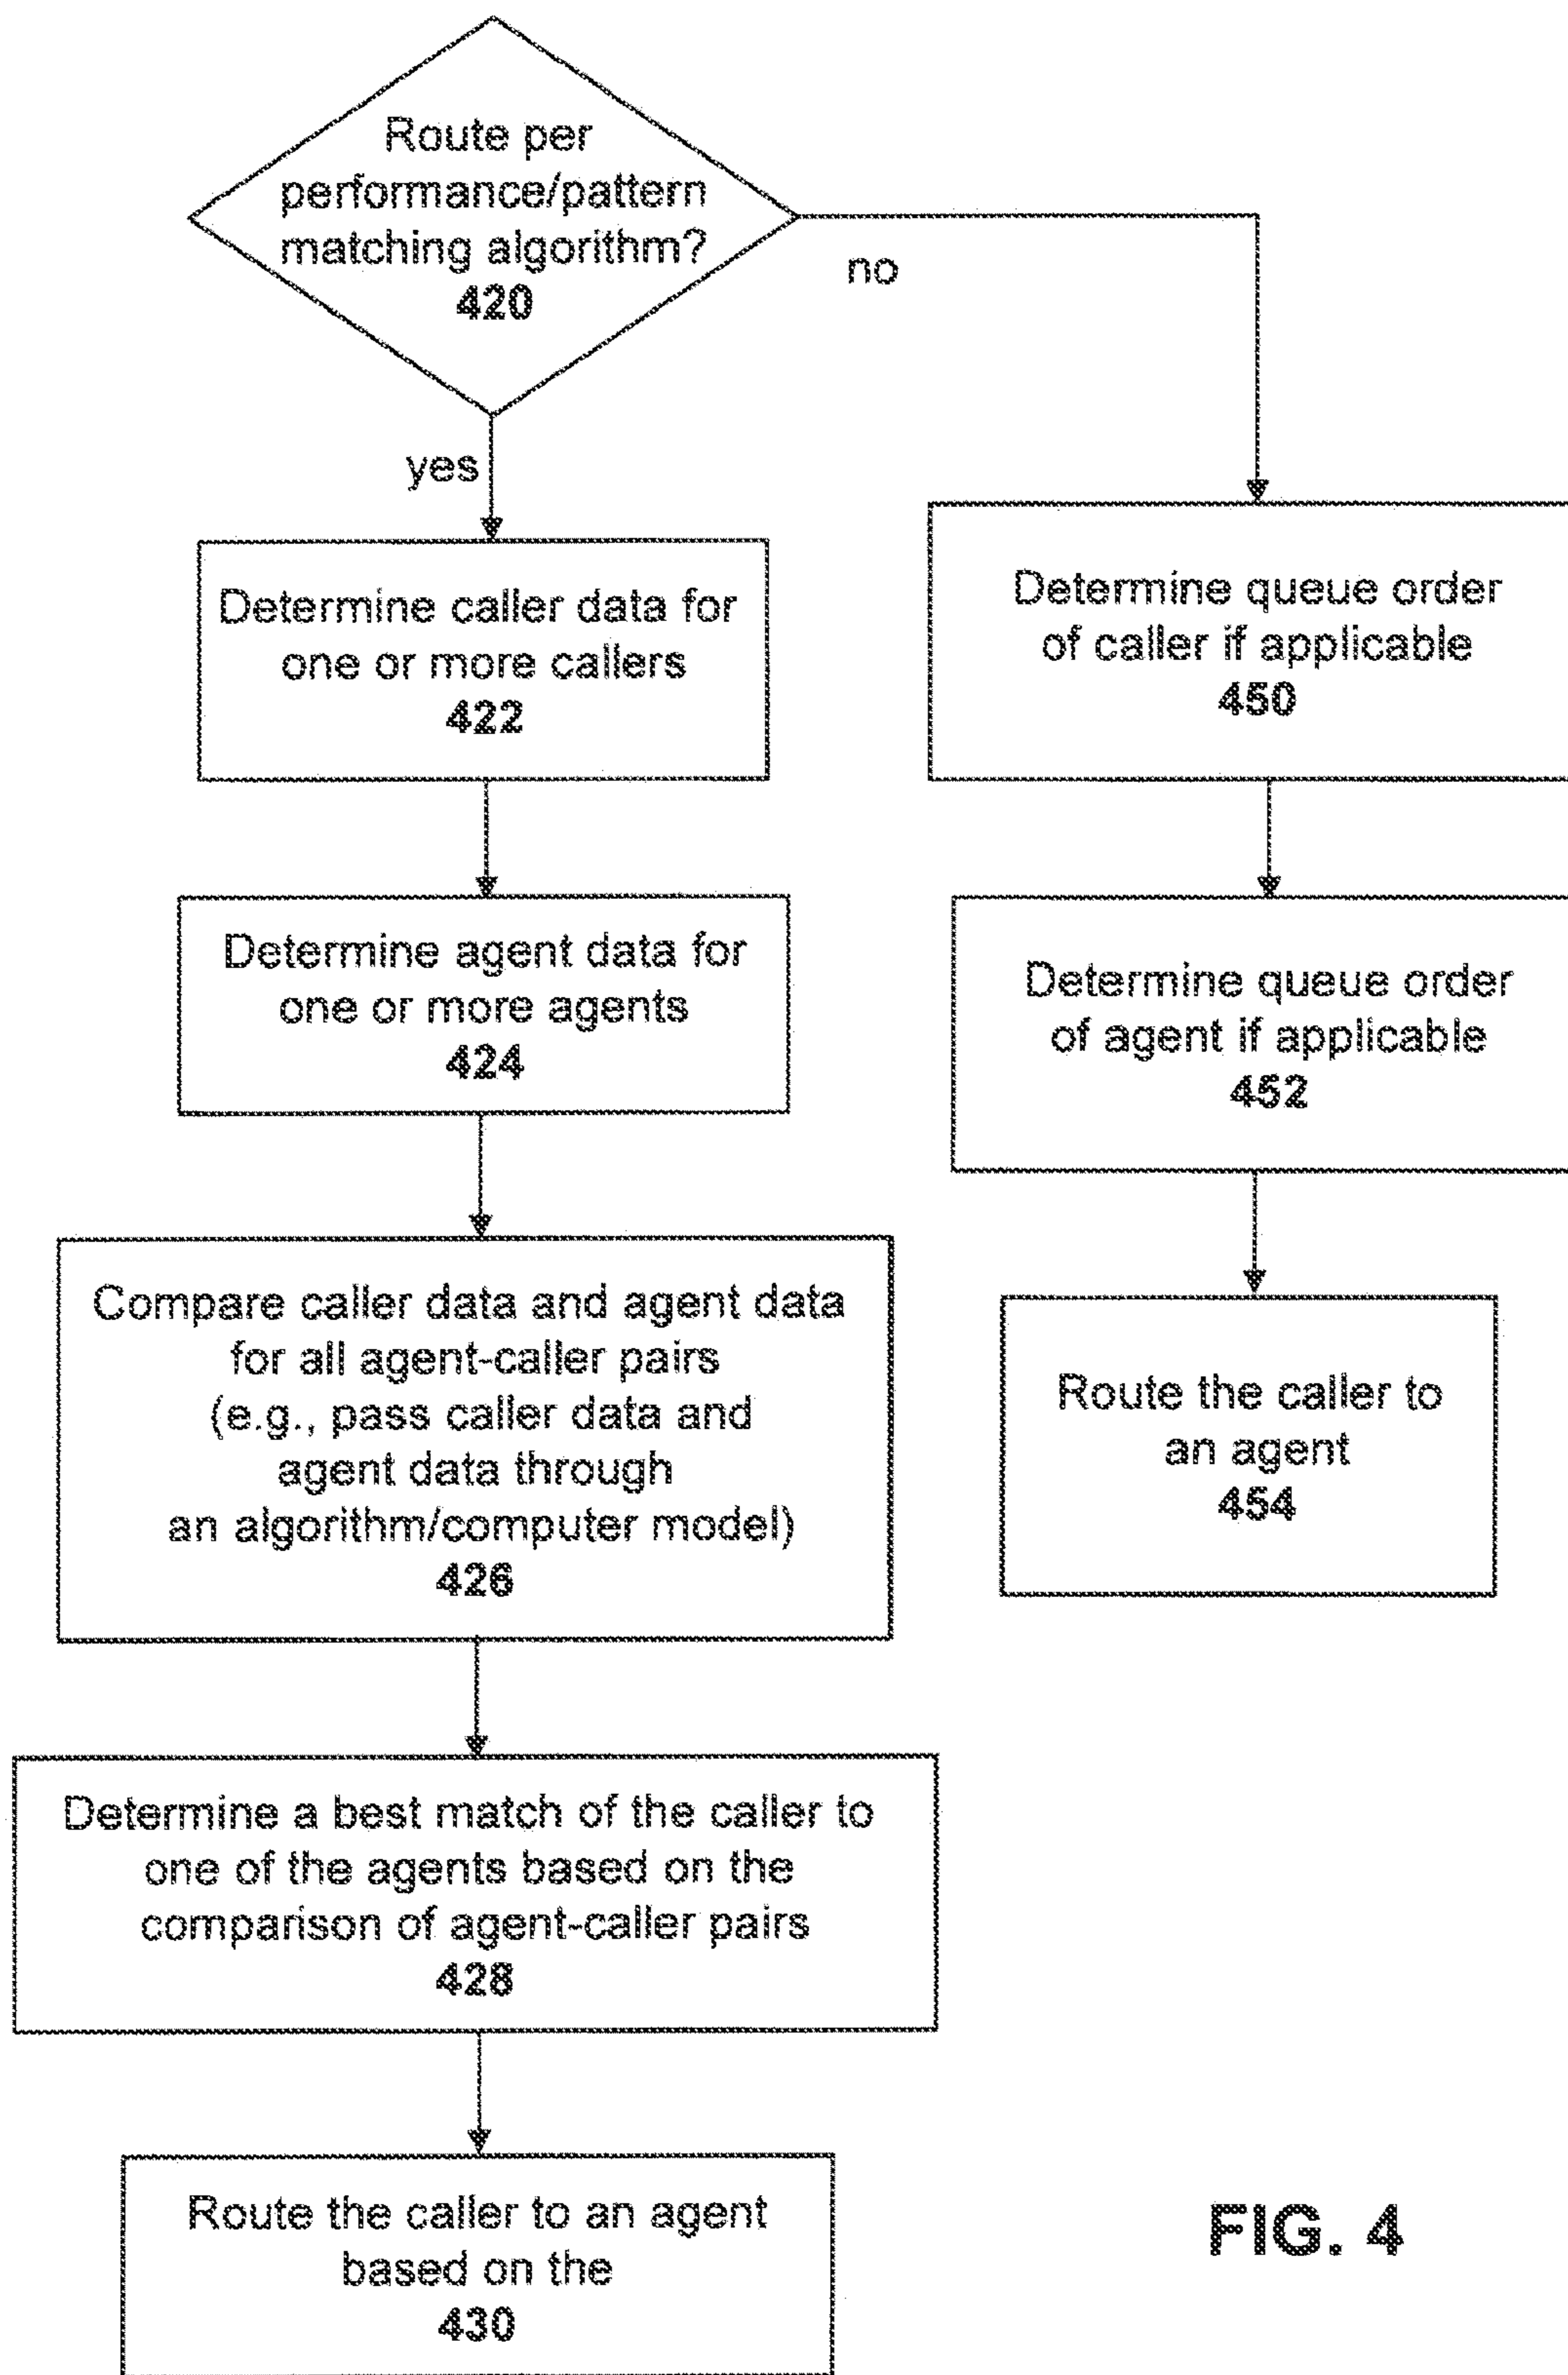 Route per
performance/pattern
matching algorithm?
420
no
yes
Determine caller data for
one or more callers
422
Determine queue order
of caller if applicable
450
Determine agent data for
one or more agents
424
Determine queue order
of agent if applicable
452
Compare caller data and agent data
for all agent-caller pairs
(e.g., pass caller data and
agent data through
an algorithm/computer model)
426
Route the caller to
an agent
454
Determine a best match of the caller to
one of the agents based on the
comparison of agent-caller pairs
428
Route the caller to an agent
based on the
430
FIG. 4